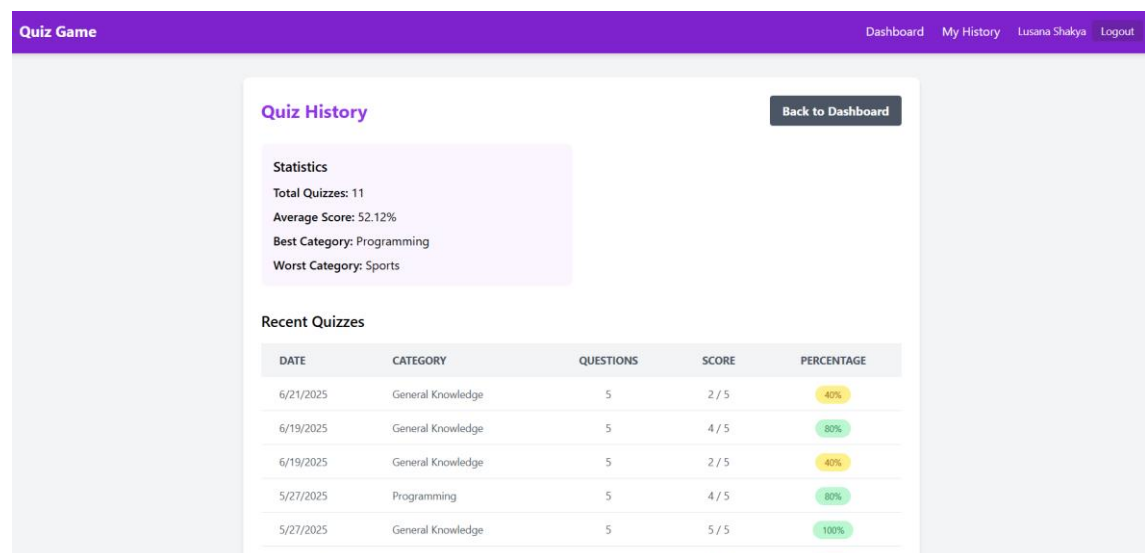 Quiz Game Dashboard My History Lusana Shakya Logout
Quiz History Back to Dashboard
Statistics
Total Quizzes: 11
Average Score: 52.12%
Best Category: Programming
Worst Category: Sports
Recent Quizzes
DATE CATEGORY QUESTIONS SCORE PERCENTAGE
6/21/2025 General Knowledge 5 2 / 5 40%
6/19/2025 General Knowledge 5 4 / 5 80%
6/19/2025 General Knowledge 5 2 / 5 40%
5/27/2025 Programming 5 4 / 5 80%
5/27/2025 General Knowledge 5 5 / 5 100%